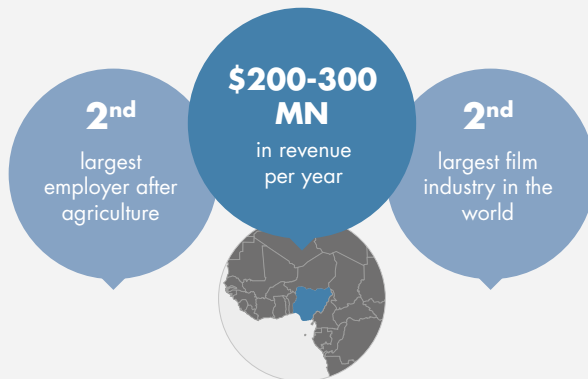 2nd
largest
employer after
agriculture
$200-300
MN
in revenue
per year
2nd
largest film
industry in the
world